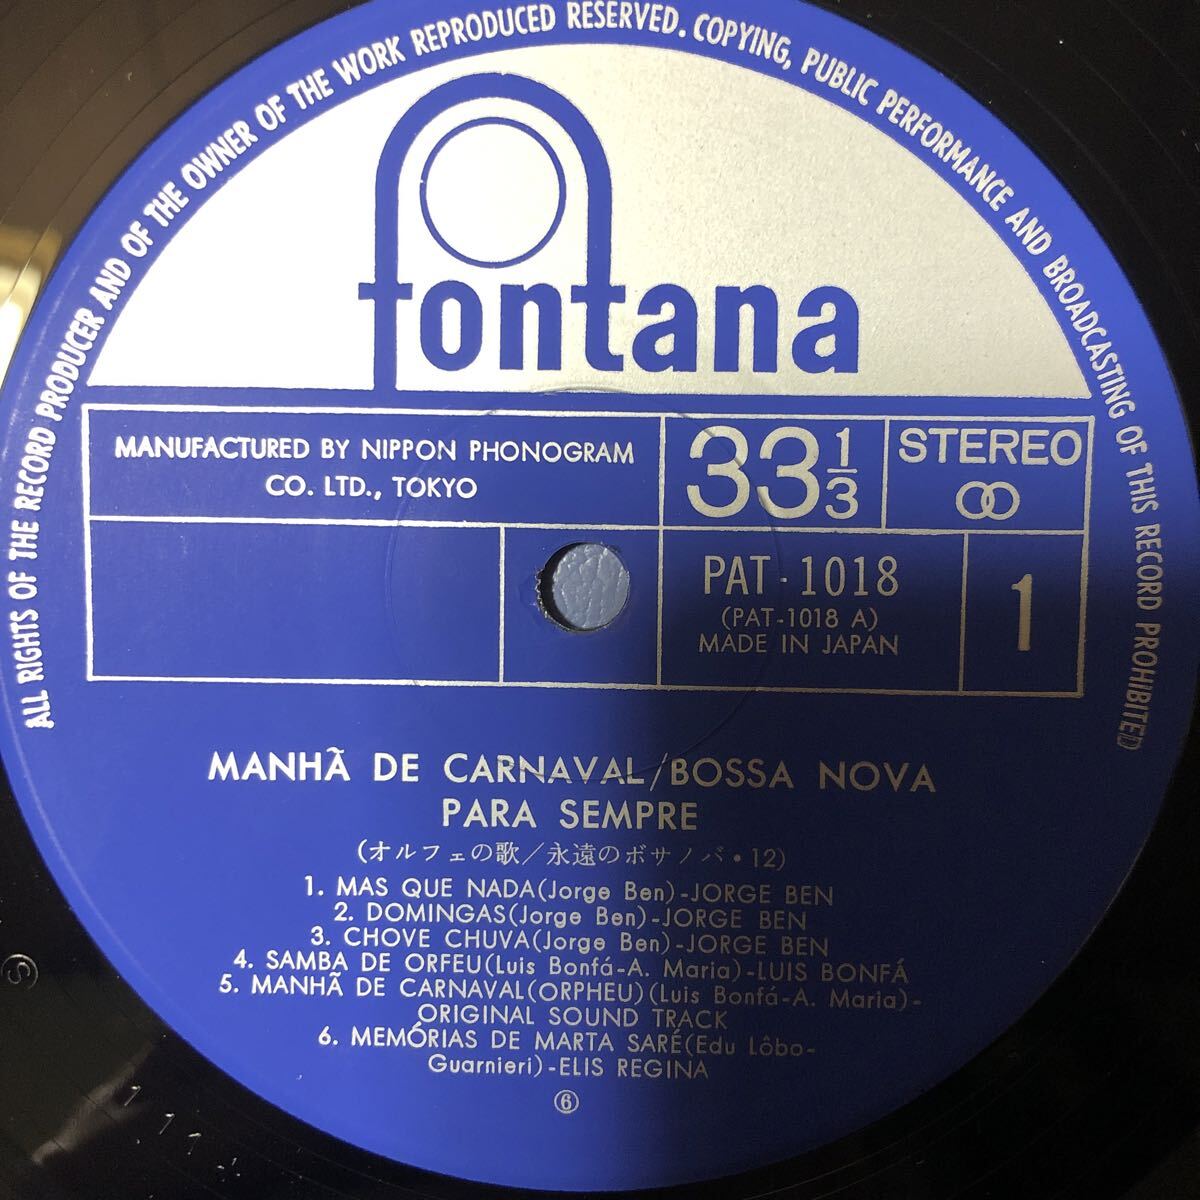 ALL RIGHTS OF THE RECORD PRODUCER AND OF THE OWNER OF THE WORK REPRODUCED RESERVED. COPYING, PUBLIC PERFORMANCE AND BROADCASTING OF THIS RECORD PROHIBITED
fontana
MANUFACTURED BY NIPPON PHONOGRAM
CO. LTD., TOKYO
33 1/3
STEREO
PAT-1018
(PAT-1018 A)
MADE IN JAPAN
1
MANHÃ DE CARNAVAL/BOSSA NOVA
PARA SEMPRE
(オルフェの歌/永遠のボサノバ・12)
1. MAS QUE NADA(Jorge Ben)-JORGE BEN
2. DOMINGAS(Jorge Ben)-JORGE BEN
3. CHOVE CHUVA(Jorge Ben)-JORGE BEN
4. SAMBA DE ORFEU(Luis Bonfá-A. Maria)-LUIS BONFÁ
5. MANHÃ DE CARNAVAL(ORPHEU)(Luis Bonfá-A. Maria)-
ORIGINAL SOUND TRACK
6. MEMÓRIAS DE MARTA SARÉ(Edu Lôbo-
Guarnieri)-ELIS REGINA
⑥
Ⓢ
1 1 1